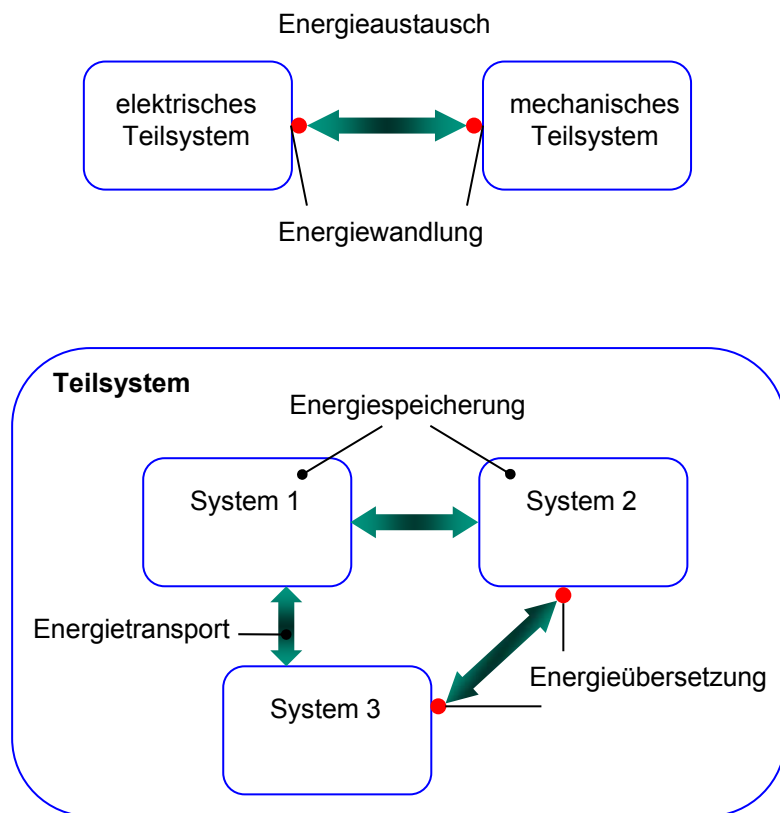 Energieaustausch
elektrisches
Teilsystem
mechanisches
Teilsystem
Energiewandlung
Teilsystem
Energiespeicherung
System 1
System 2
Energietransport
Energieübersetzung
System 3